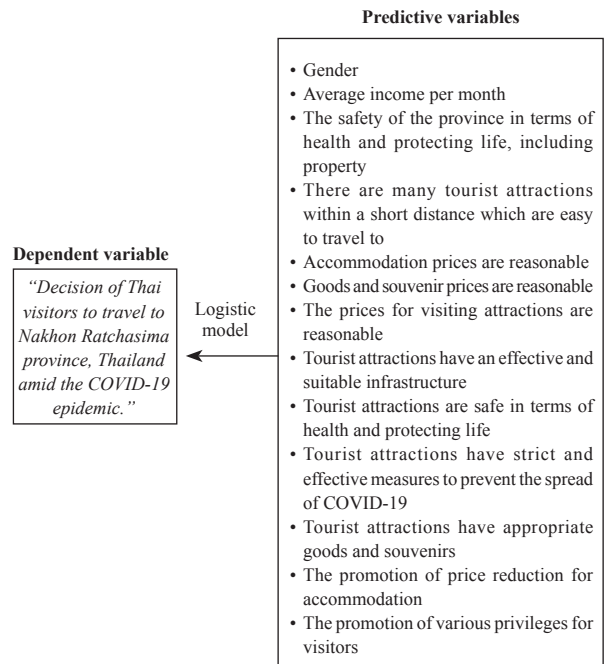 Predictive variables
• Gender
• Average income per month
• The safety of the province in terms of
health and protecting life, including
property
• There are many tourist attractions
within a short distance which are easy
to travel to
• Accommodation prices are reasonable
• Goods and souvenir prices are reasonable
• The prices for visiting attractions are
reasonable
• Tourist attractions have an effective and
suitable infrastructure
• Tourist attractions are safe in terms of
health and protecting life
• Tourist attractions have strict and
effective measures to prevent the spread
of COVID-19
• Tourist attractions have appropriate
goods and souvenirs
• The promotion of price reduction for
accommodation
• The promotion of various privileges for
visitors
Logistic
model
Dependent variable
“Decision of Thai
visitors to travel to
Nakhon Ratchasima
province, Thailand
amid the COVID-19
epidemic.”